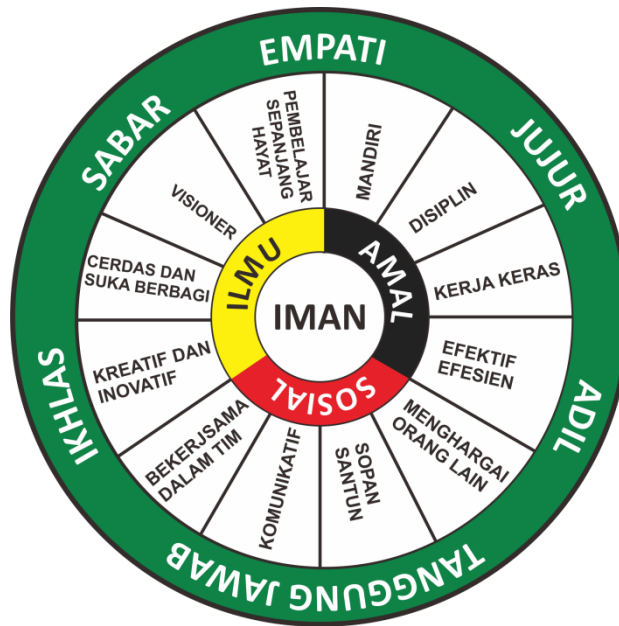 EMPATI
JUJUR
ADIL
TANGGUNG JAWAB
IKHLAS
SABAR
PEMBELAJAR
SEPANJANG
HAYAT
MANDIRI
DISIPLIN
KERJA KERAS
EFEKTIF
EFESIEN
MENGHARGAI
ORANG LAIN
SOPAN
SANTUN
KOMUNIKATIF
BEKERJSAMA
DALAM TIM
KREATIF DAN
INOVATIF
CERDAS DAN
SUKA BERBAGI
VISIONER
ILMU
AMAL
SOSIAL
IMAN